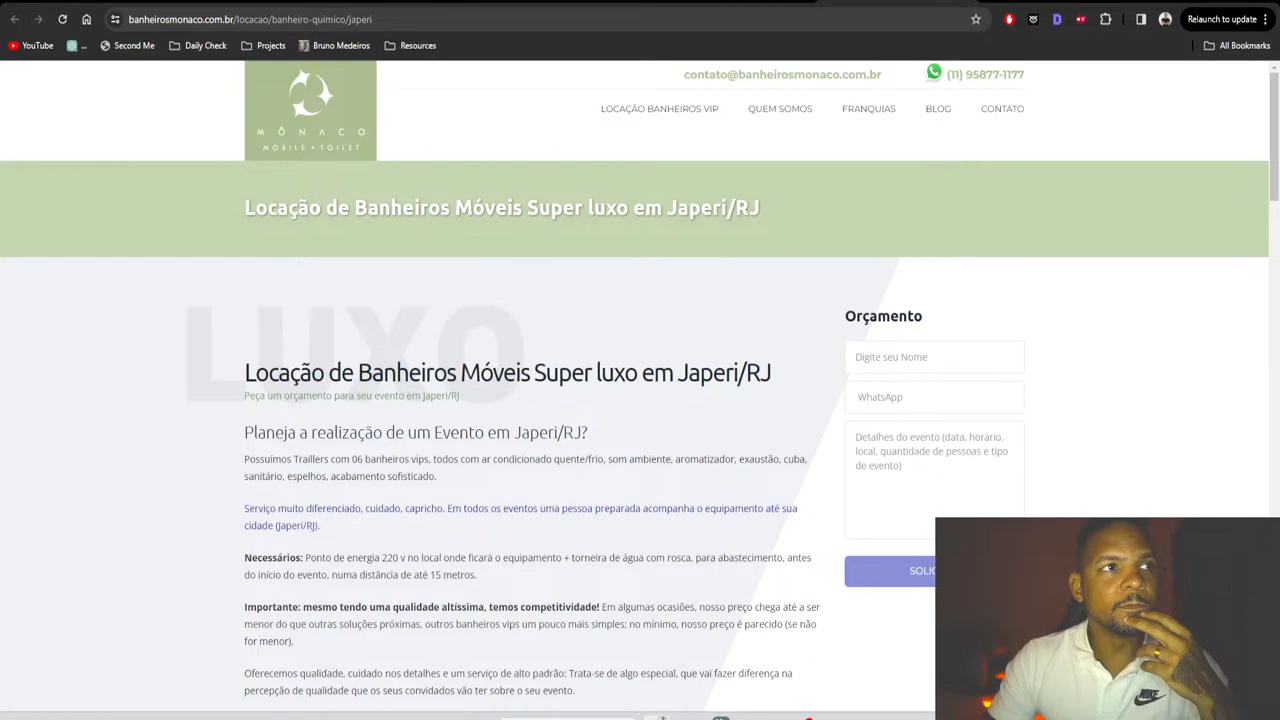 banheirosmonaco.com.br/locacao/banheiro-quimico/japeri
Relaunch to update
YouTube
...
Second Me
Daily Check
Projects
Bruno Medeiros
Resources
All Bookmarks
contato@banheirosmonaco.com.br
(11) 95877-1177
MÔNACO
MOBILE • TOILET
LOCAÇÃO BANHEIROS VIP
QUEM SOMOS
FRANQUIAS
BLOG
CONTATO
Locação de Banheiros Móveis Super luxo em Japeri/RJ
LUXO
Locação de Banheiros Móveis Super luxo em Japeri/RJ
Peça um orçamento para seu evento em Japeri/RJ
Planeja a realização de um Evento em Japeri/RJ?
Possuímos Traillers com 06 banheiros vips, todos com ar condicionado quente/frio, som ambiente, aromatizador, exaustão, cuba,
sanitário, espelhos, acabamento sofisticado.
Serviço muito diferenciado, cuidado, capricho. Em todos os eventos uma pessoa preparada acompanha o equipamento até sua
cidade (Japeri/RJ).
Necessários: Ponto de energia 220 v no local onde ficará o equipamento + torneira de água com rosca, para abastecimento, antes
do início do evento, numa distância de até 15 metros.
Importante: mesmo tendo uma qualidade altíssima, temos competitividade! Em algumas ocasiões, nosso preço chega até a ser
menor do que outras soluções próximas, outros banheiros vips um pouco mais simples; no mínimo, nosso preço é parecido (se não
for menor).
Oferecemos qualidade, cuidado nos detalhes e um serviço de alto padrão: Trata-se de algo especial, que vai fazer diferença na
percepção de qualidade que os seus convidados vão ter sobre o seu evento.
Orçamento
Digite seu Nome
WhatsApp
Detalhes do evento (data, horário,
local, quantidade de pessoas e tipo
de evento)
SOLIC
NIKE